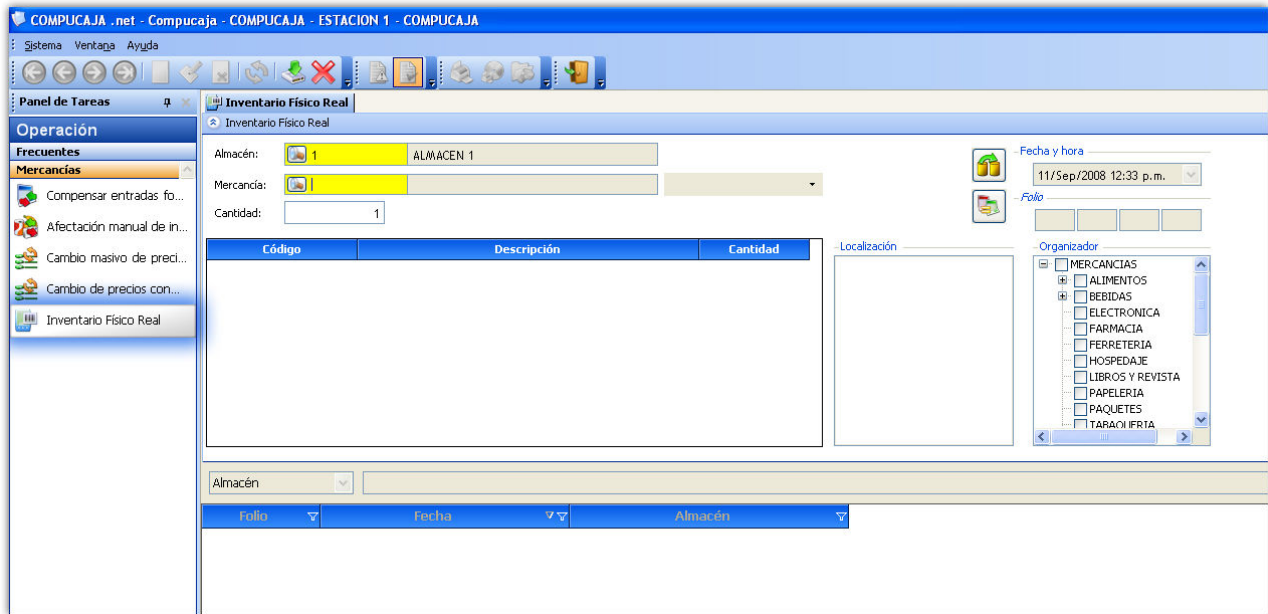 COMPUCAJA .net - Compucaja - COMPUCAJA - ESTACION 1 - COMPUCAJA
Sistema Ventana Ayuda
Panel de Tareas
Operación
Frecuentes
Mercancías
Compensar entradas fo...
Afectación manual de in...
Cambio masivo de preci...
Cambio de precios con...
Inventario Físico Real
Inventario Físico Real
Inventario Físico Real
Almacén: 1 ALMACEN 1
Mercancía:
Cantidad: 1
Fecha y hora
11/Sep/2008 12:33 p.m.
Folio
Código Descripción Cantidad
Localización
Organizador
MERCANCIAS
ALIMENTOS
BEBIDAS
ELECTRONICA
FARMACIA
FERRETERIA
HOSPEDAJE
LIBROS Y REVISTA
PAPELERIA
PAQUETES
TABAQUERIA
Almacén
Folio Fecha Almacén